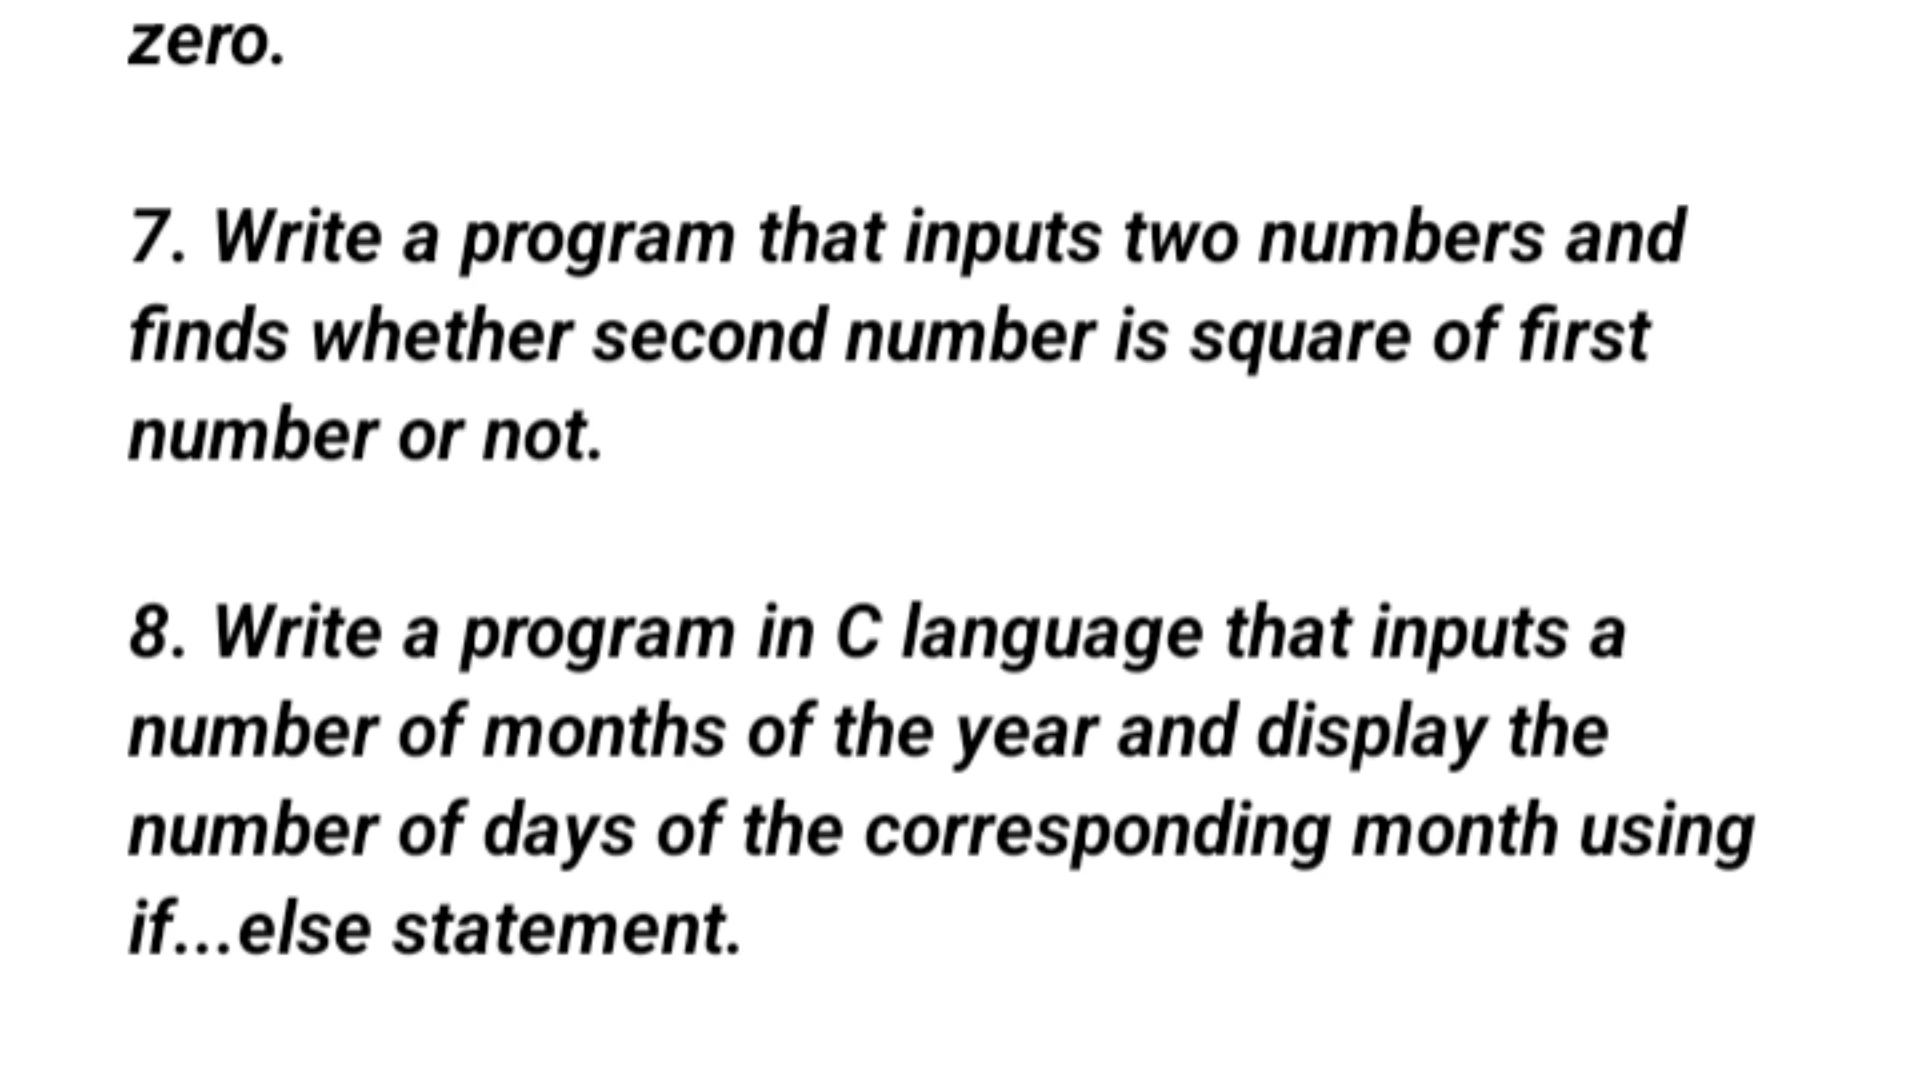 zero.
7. Write a program that inputs two numbers and
finds whether second number is square of first
number or not.
8. Write a program in C language that inputs a
number of months of the year and display the
number of days of the corresponding month using
if...else statement.